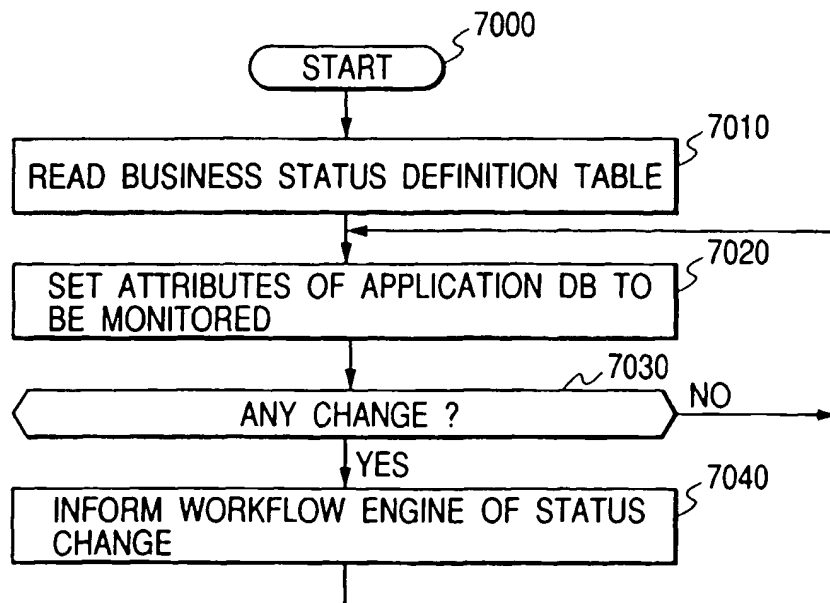 7000
START
7010
READ BUSINESS STATUS DEFINITION TABLE
7020
SET ATTRIBUTES OF APPLICATION DB TO
BE MONITORED
7030
ANY CHANGE ?
NO
YES
7040
INFORM WORKFLOW ENGINE OF STATUS
CHANGE